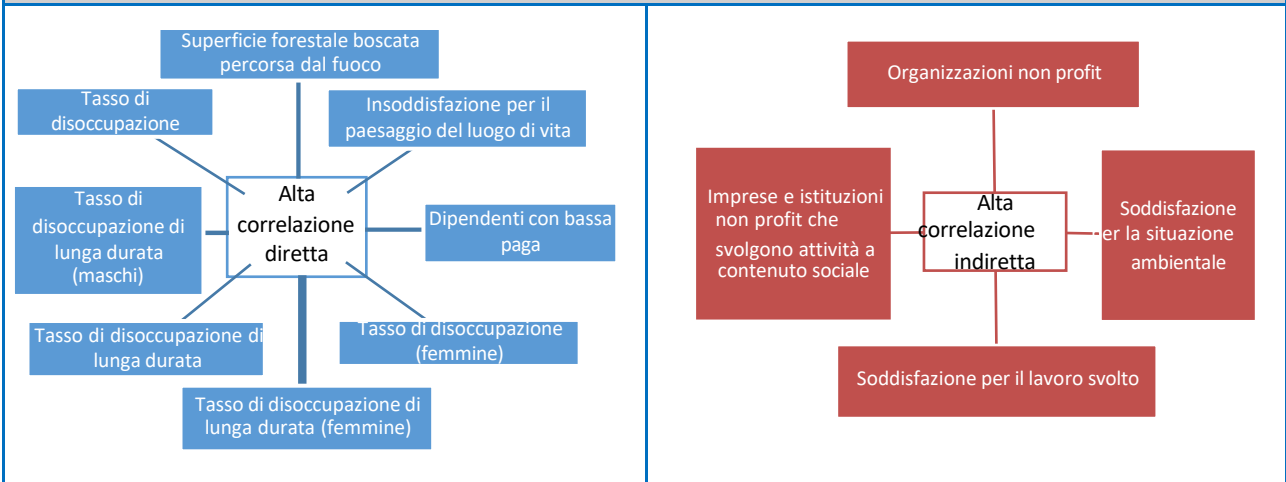 Superficie forestale boscata
percorsa dal fuoco
Tasso di
disoccupazione
Insoddisfazione per il
paesaggio del luogo di vita
Tasso di
disoccupazione di
lunga durata
(maschi)
Alta
correlazione
diretta
Dipendenti con bassa
paga
Tasso di disoccupazione di
lunga durata
Tasso di disoccupazione
(femmine)
Tasso di disoccupazione di
lunga durata (femmine)
Organizzazioni non profit
Imprese e istituzioni
non profit che
svolgono attività a
contenuto sociale
Alta
correlazione
indiretta
Soddisfazione
er la situazione
ambientale
Soddisfazione per il lavoro svolto